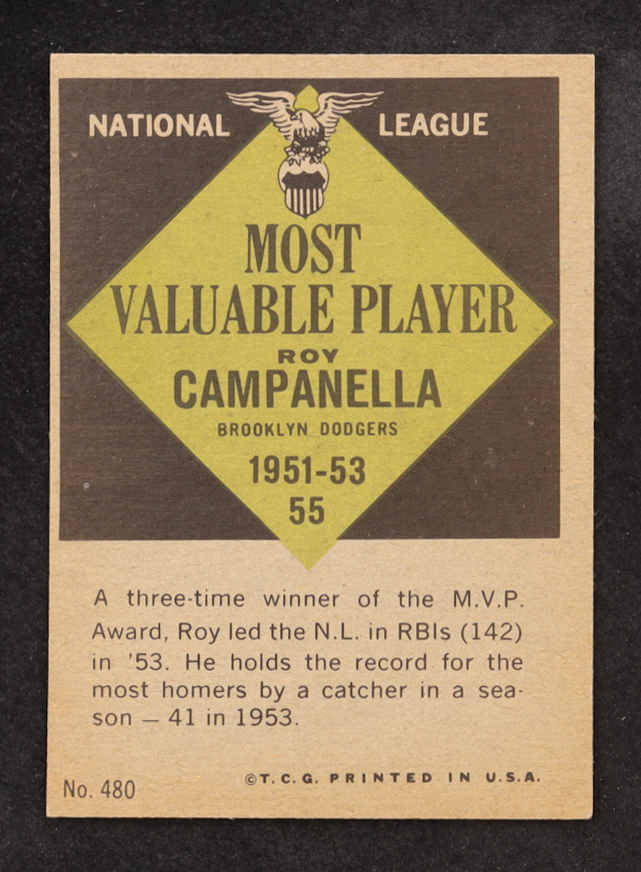 NATIONAL LEAGUE
MOST
VALUABLE PLAYER
ROY
CAMPANELLA
BROOKLYN DODGERS
1951-53
55
A three-time winner of the M.V.P.
Award, Roy led the N.L. in RBIs (142)
in '53. He holds the record for the
most homers by a catcher in a sea-
son — 41 in 1953.
No. 480
©T.C.G. PRINTED IN U.S.A.